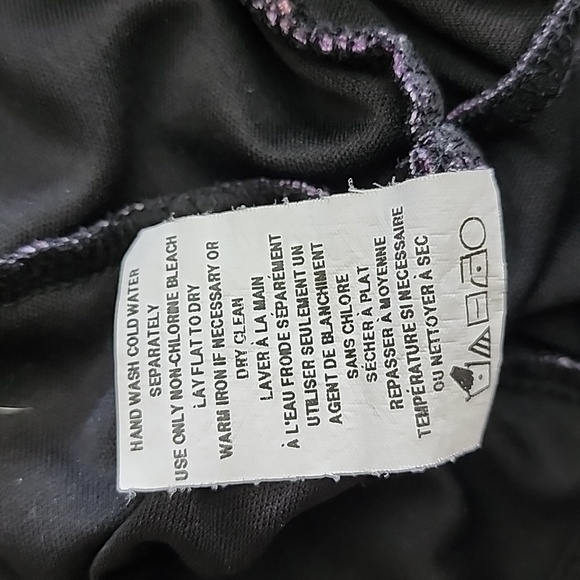 HAND WASH COLD WATER
SEPARATELY
USE ONLY NON-CHLORINE BLEACH
LAY FLAT TO DRY
WARM IRON IF NECESSARY OR
DRY CLEAN
LAVER À LA MAIN
À L'EAU FROIDE SÉPAREMENT
UTILISER SEULEMENT UN
AGENT DE BLANCHIMENT
SANS CHLORE
SÉCHER À PLAT
REPASSER À MOYENNE
TEMPÉRATURE SI NECESSAIRE
OU NETTOYER À SEC